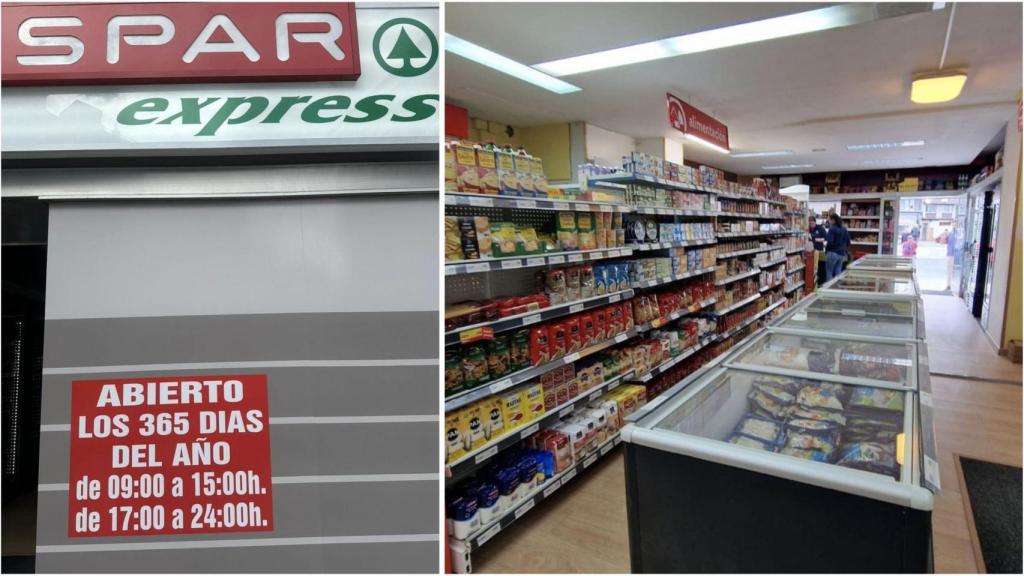 SPAR
express
ABIERTO
LOS 365 DIAS
DEL AÑO
de 09:00 a 15:00h.
de 17:00 a 24:00h.
alimentación